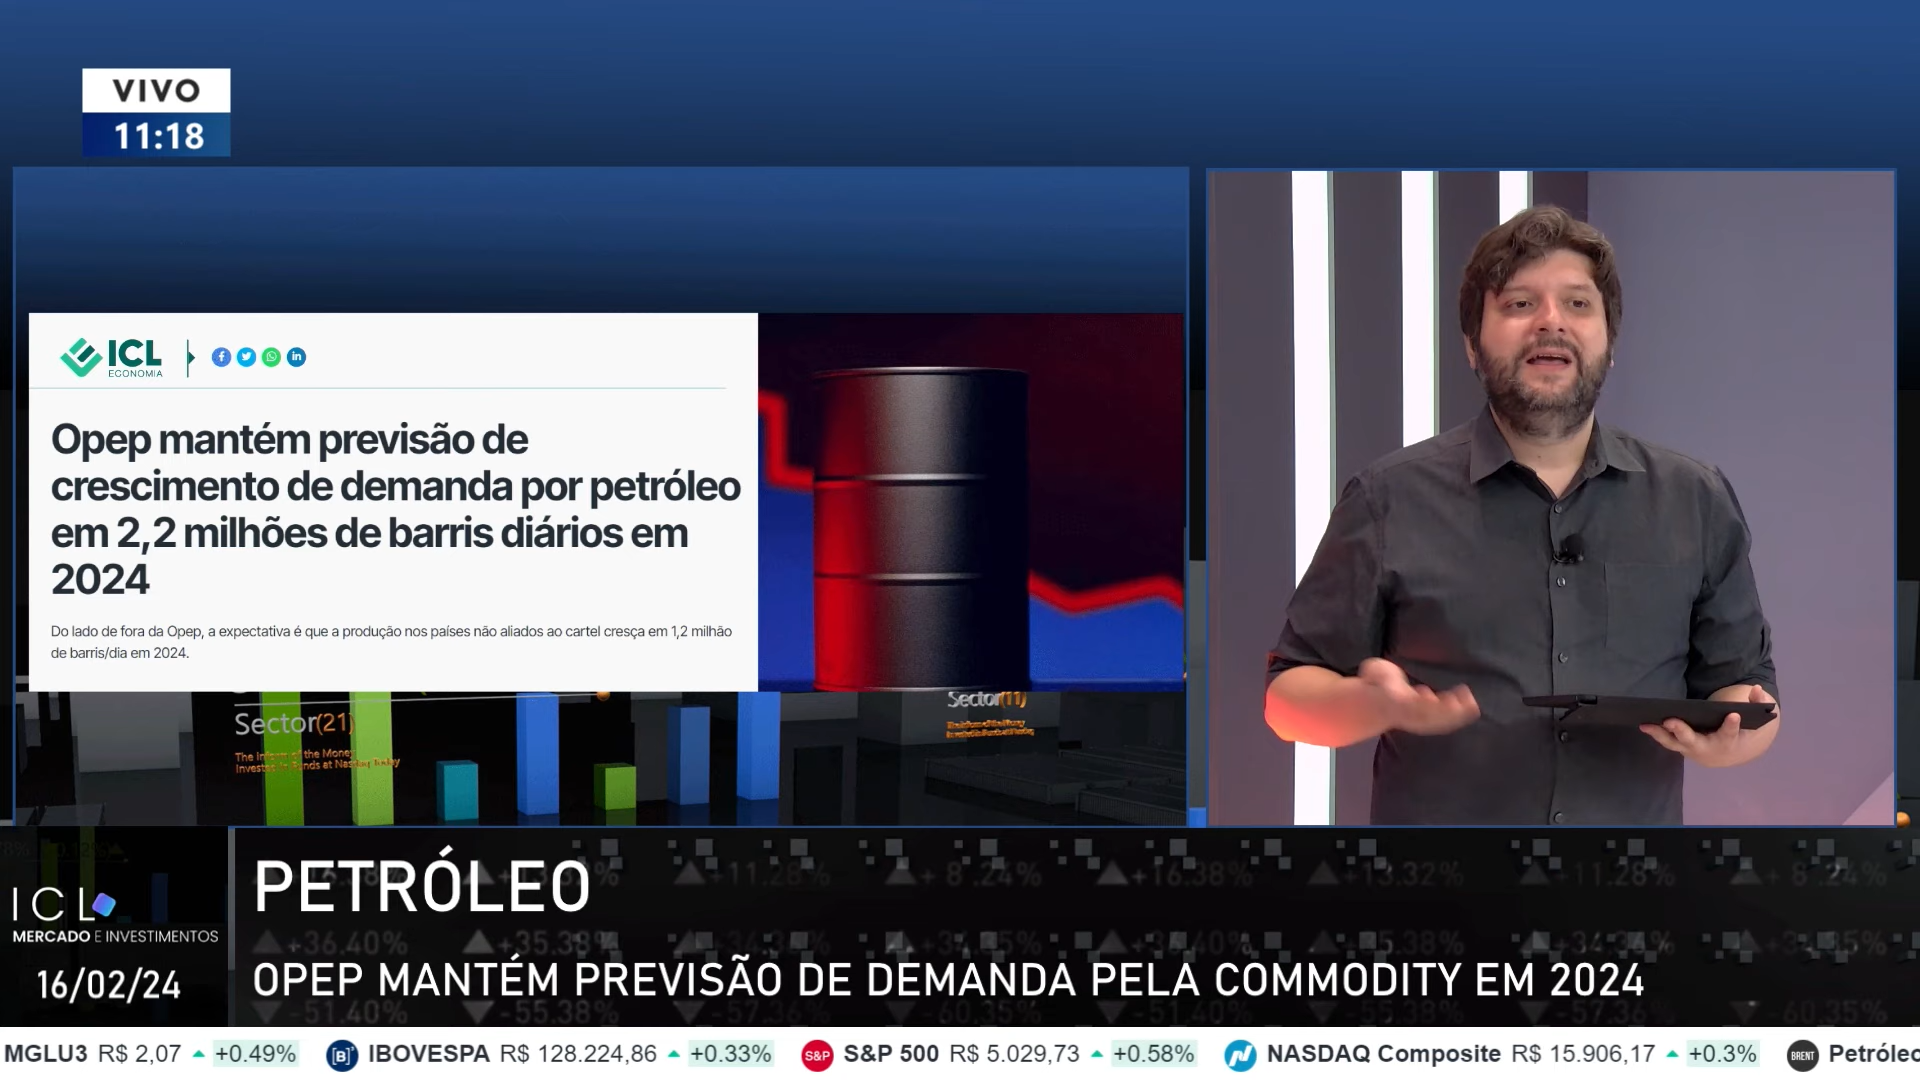 VIVO
11:18
ICL
ECONOMIA
Opep mantém previsão de
crescimento de demanda por petróleo
em 2,2 milhões de barris diários em
2024
Do lado de fora da Opep, a expectativa é que a produção nos países não aliados ao cartel cresça em 1,2 milhão
de barris/dia em 2024.
Sector(21)
Sector(11)
ICL
MERCADO E INVESTIMENTOS
16/02/24
PETRÓLEO
OPEP MANTÉM PREVISÃO DE DEMANDA PELA COMMODITY EM 2024
MGLU3 R$ 2,07 +0.49% [B]³ IBOVESPA R$ 128.224,86 +0.33% S&P S&P 500 R$ 5.029,73 +0.58% NASDAQ Composite R$ 15.906,17 +0.3% BRENT Petróleo